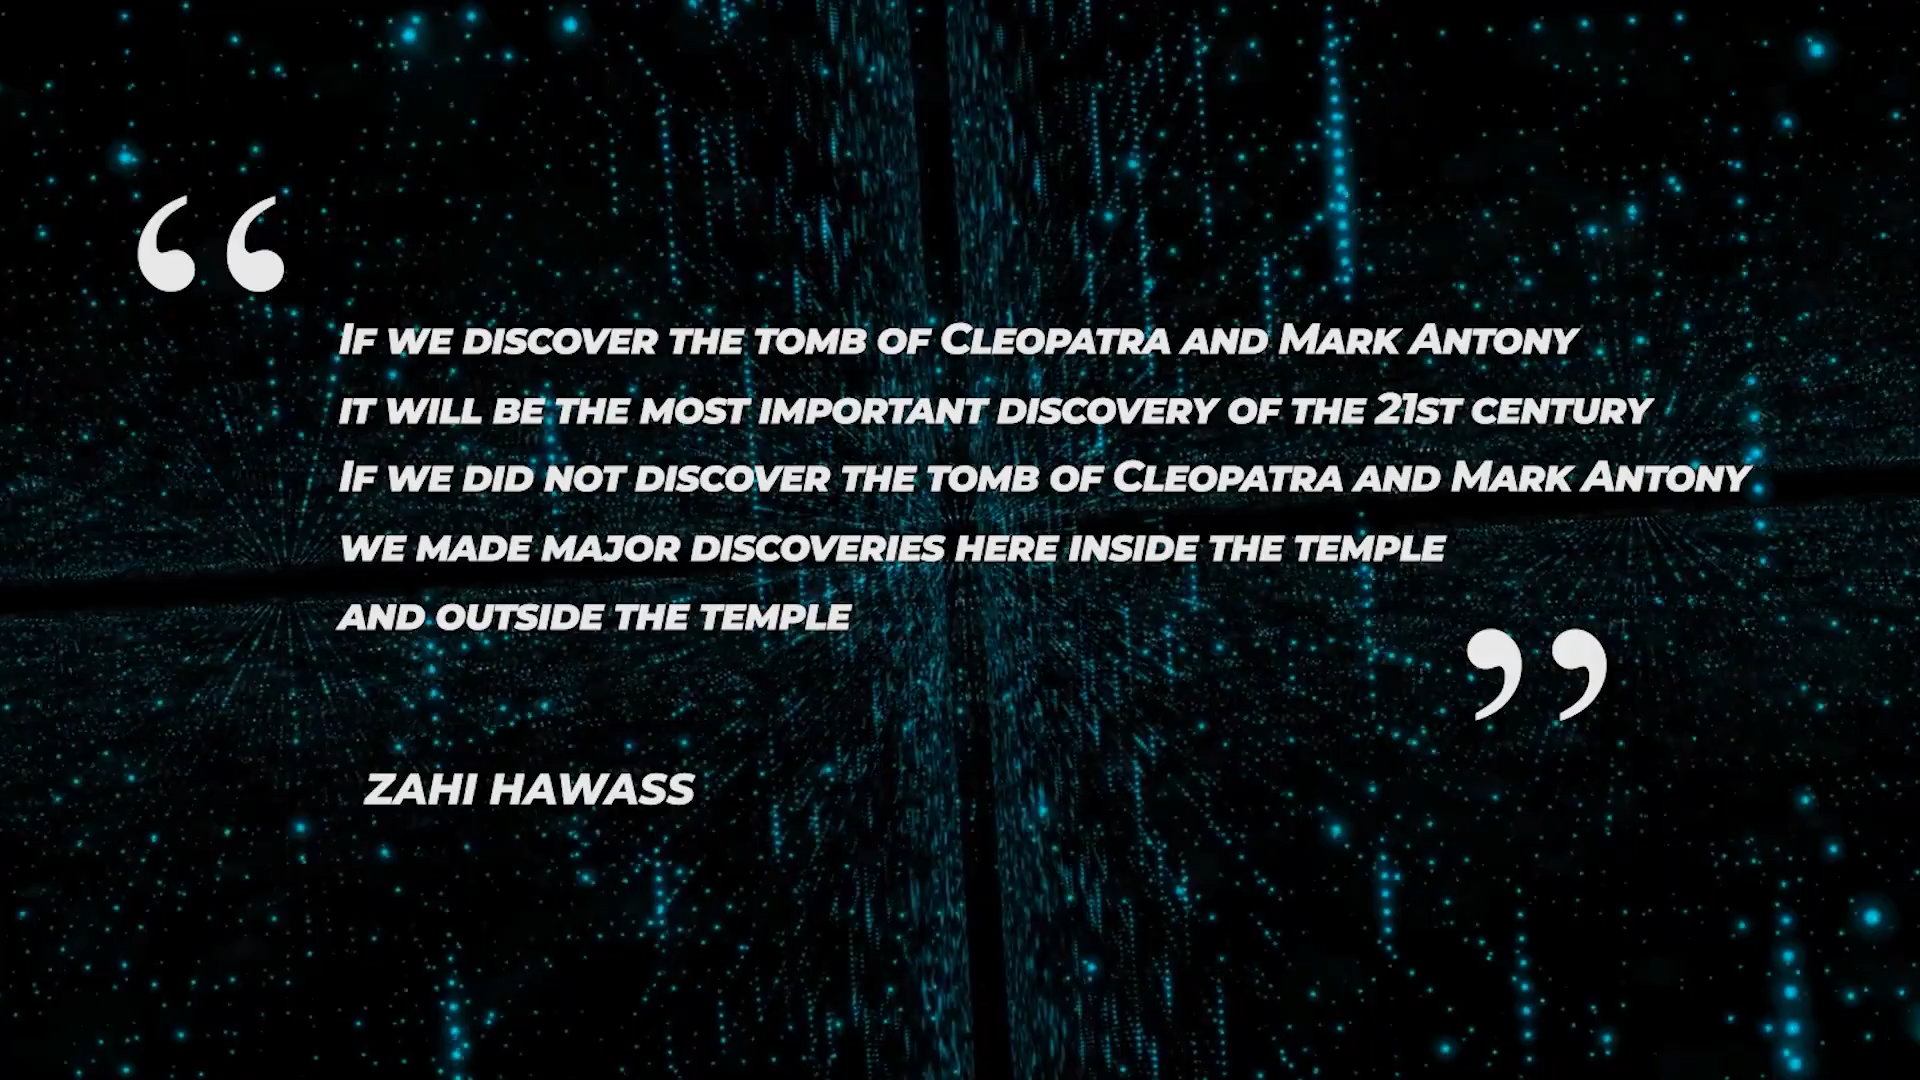 “
If we discover the tomb of Cleopatra and Mark Antony
it will be the most important discovery of the 21st century
If we did not discover the tomb of Cleopatra and Mark Antony
we made major discoveries here inside the temple
and outside the temple
”
ZAHI HAWASS